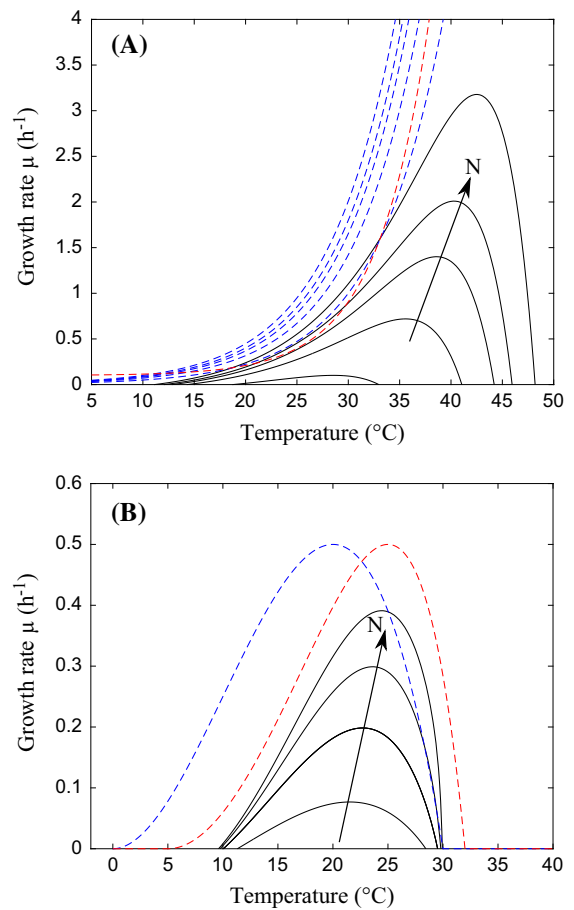 (A)
4
3.5
3
2.5
2
1.5
1
0.5
0
Growth rate μ (h⁻¹)
N
5 10 15 20 25 30 35 40 45 50
Temperature (°C)
(B)
0.6
0.5
0.4
0.3
0.2
0.1
0
Growth rate μ (h⁻¹)
N
0 5 10 15 20 25 30 35 40
Temperature (°C)